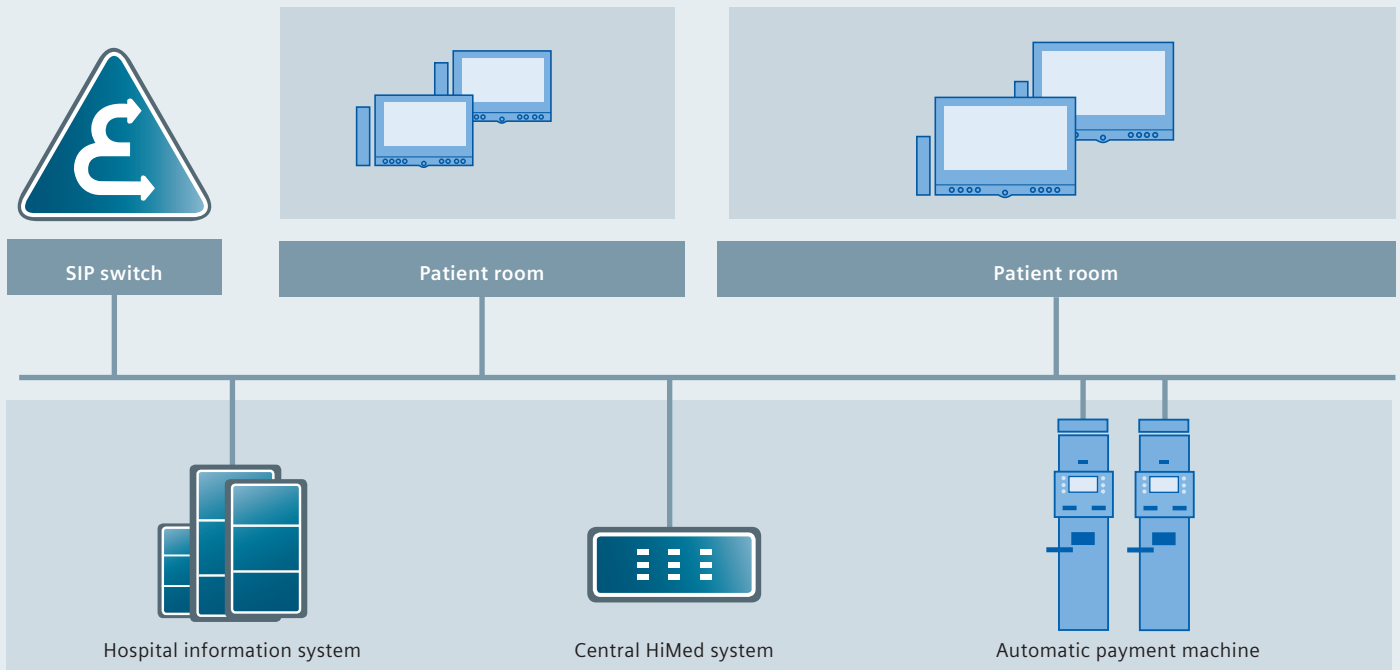 SIP switch
Patient room
Patient room
Hospital information system
Central HiMed system
Automatic payment machine